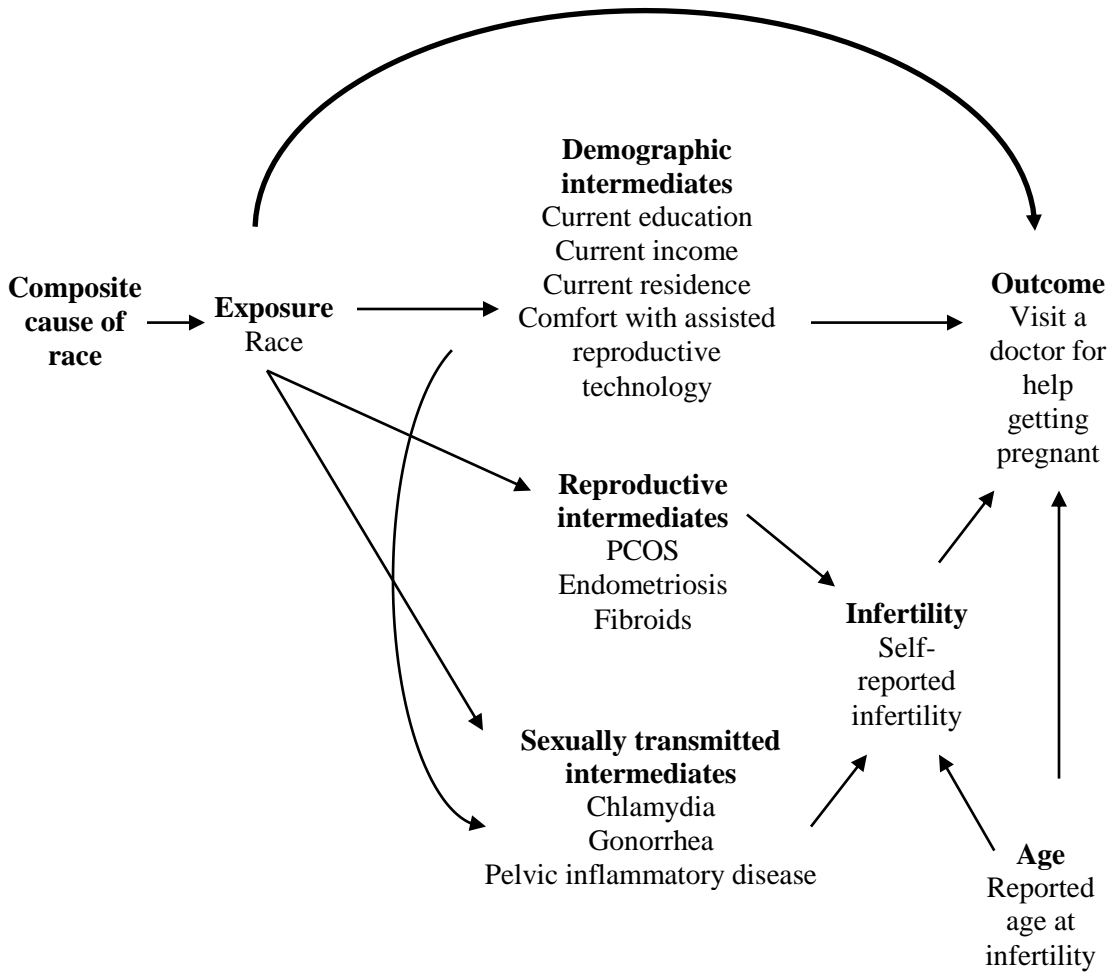 Composite
cause of
race
Exposure
Race
Demographic
intermediates
Current education
Current income
Current residence
Comfort with assisted
reproductive
technology
Outcome
Visit a
doctor for
help
getting
pregnant
Reproductive
intermediates
PCOS
Endometriosis
Fibroids
Infertility
Self-
reported
infertility
Sexually transmitted
intermediates
Chlamydia
Gonorrhea
Pelvic inflammatory disease
Age
Reported
age at
infertility